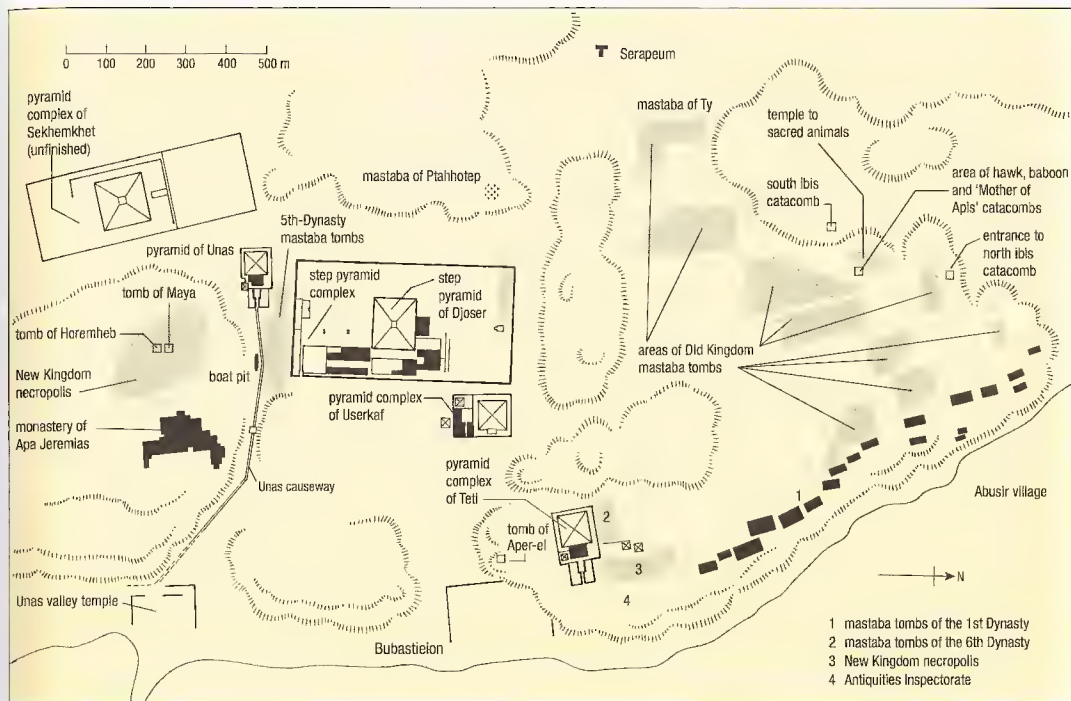 0 100 200 300 400 500 m
Serapeum
pyramid
complex of
Sekhemkhet
(unfinished)
mastaba of Ty
temple to
sacred animals
mastaba of Ptahhotep
south ibis
catacomb
area of hawk, baboon
and 'Mother of
Apis' catacombs
5th-Dynasty
mastaba tombs
entrance to
north ibis
catacomb
pyramid of Unas
step pyramid
complex
step
pyramid
of Djoser
tomb of Maya
tomb of Horemheb
New Kingdom
necropolis
boat pit
areas of Old Kingdom
mastaba tombs
pyramid complex
of Userkaf
monastery of
Apa Jeremias
Unas causeway
pyramid
complex
of Teti
tomb of
Aper-el
2
3
4
1
Abusir village
N
Unas valley temple
Bubastieion
1 mastaba tombs of the 1st Dynasty
2 mastaba tombs of the 6th Dynasty
3 New Kingdom necropolis
4 Antiquities Inspectorate